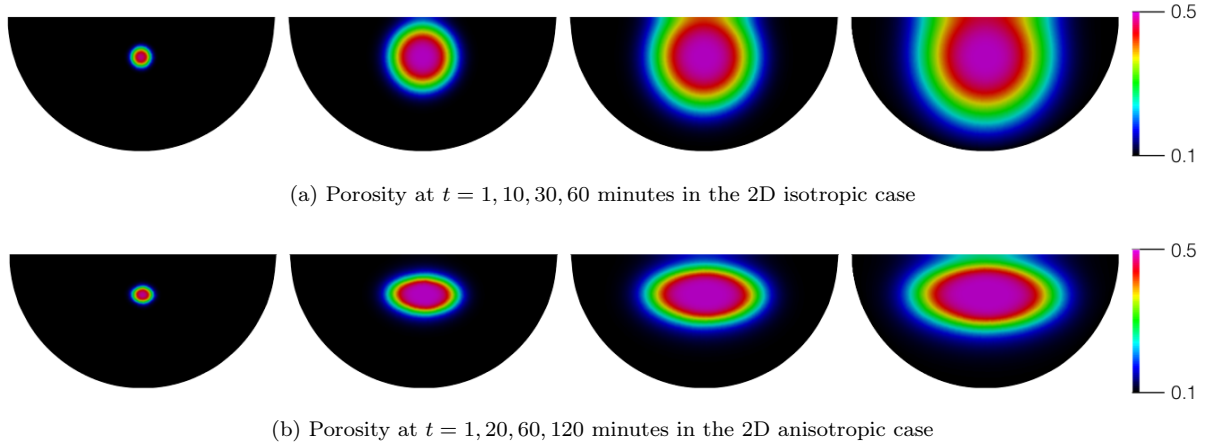 0.5
0.1
(a) Porosity at t = 1, 10, 30, 60 minutes in the 2D isotropic case
0.5
0.1
(b) Porosity at t = 1, 20, 60, 120 minutes in the 2D anisotropic case